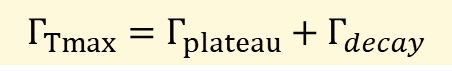 Γ_Tmax = Γ_plateau + Γ_decay